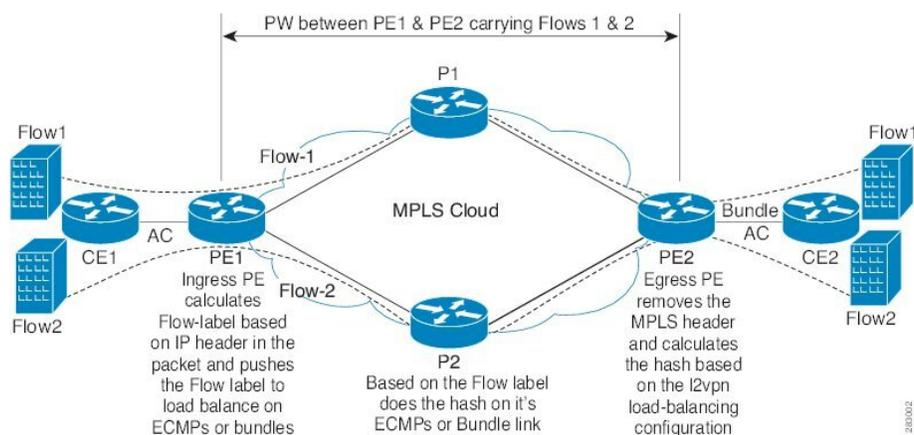 PW between PE1 & PE2 carrying Flows 1 & 2
P1
Flow1
Flow1
Flow-1
MPLS Cloud
Bundle
AC
AC
CE1
PE1
PE2
CE2
Flow2
Flow-2
Flow2
Ingress PE
calculates
Flow-label based
on IP header in the
packet and pushes
the Flow label to
load balance on
ECMPs or bundles
P2
Based on the Flow label
does the hash on it's
ECMPs or Bundle link
Egress PE
removes the
MPLS header
and calculates
the hash based
on the l2vpn
load-balancing
configuration
283002